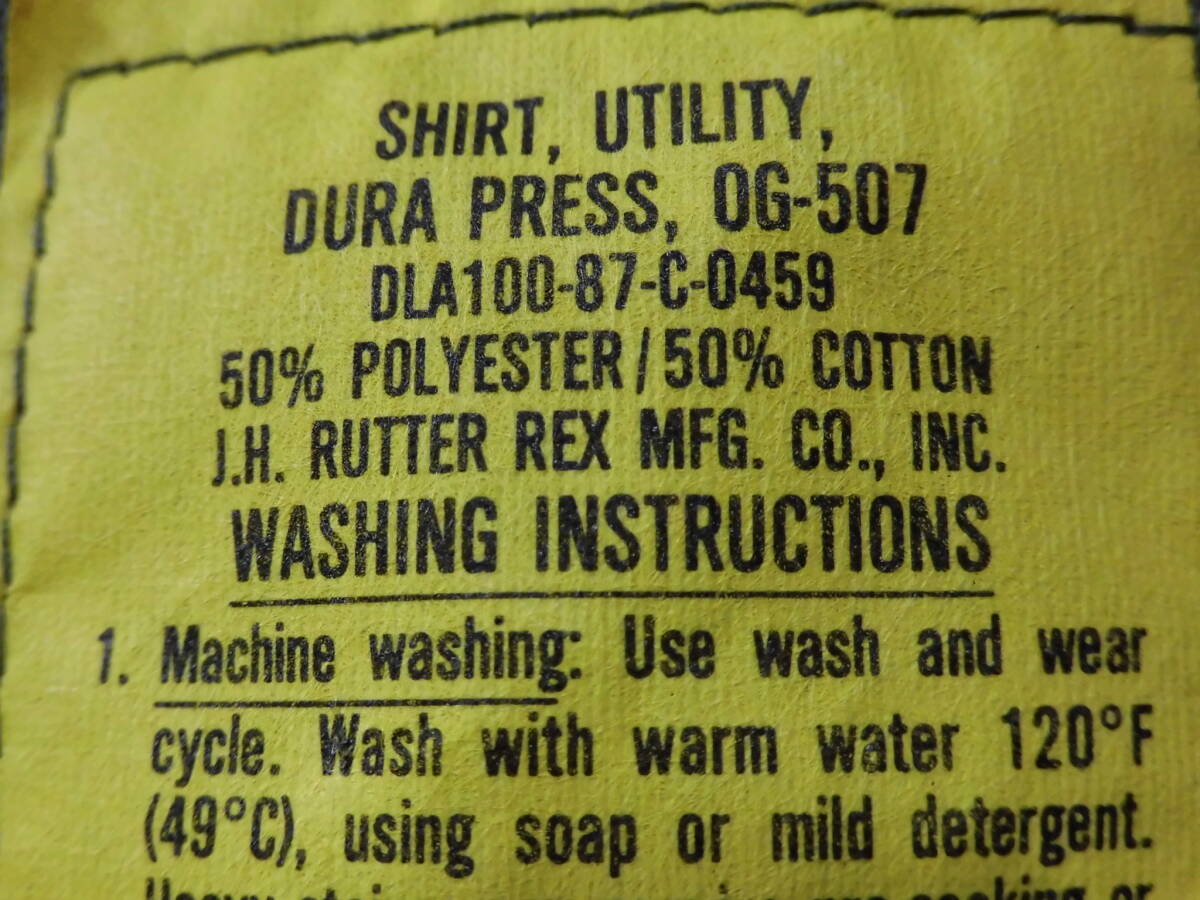 SHIRT, UTILITY,
DURA PRESS, OG-507
DLA100-87-C-0459
50% POLYESTER/50% COTTON
J.H. RUTTER REX MFG. CO., INC.
WASHING INSTRUCTIONS
1. Machine washing: Use wash and wear
cycle. Wash with warm water 120°F
(49°C), using soap or mild detergent.